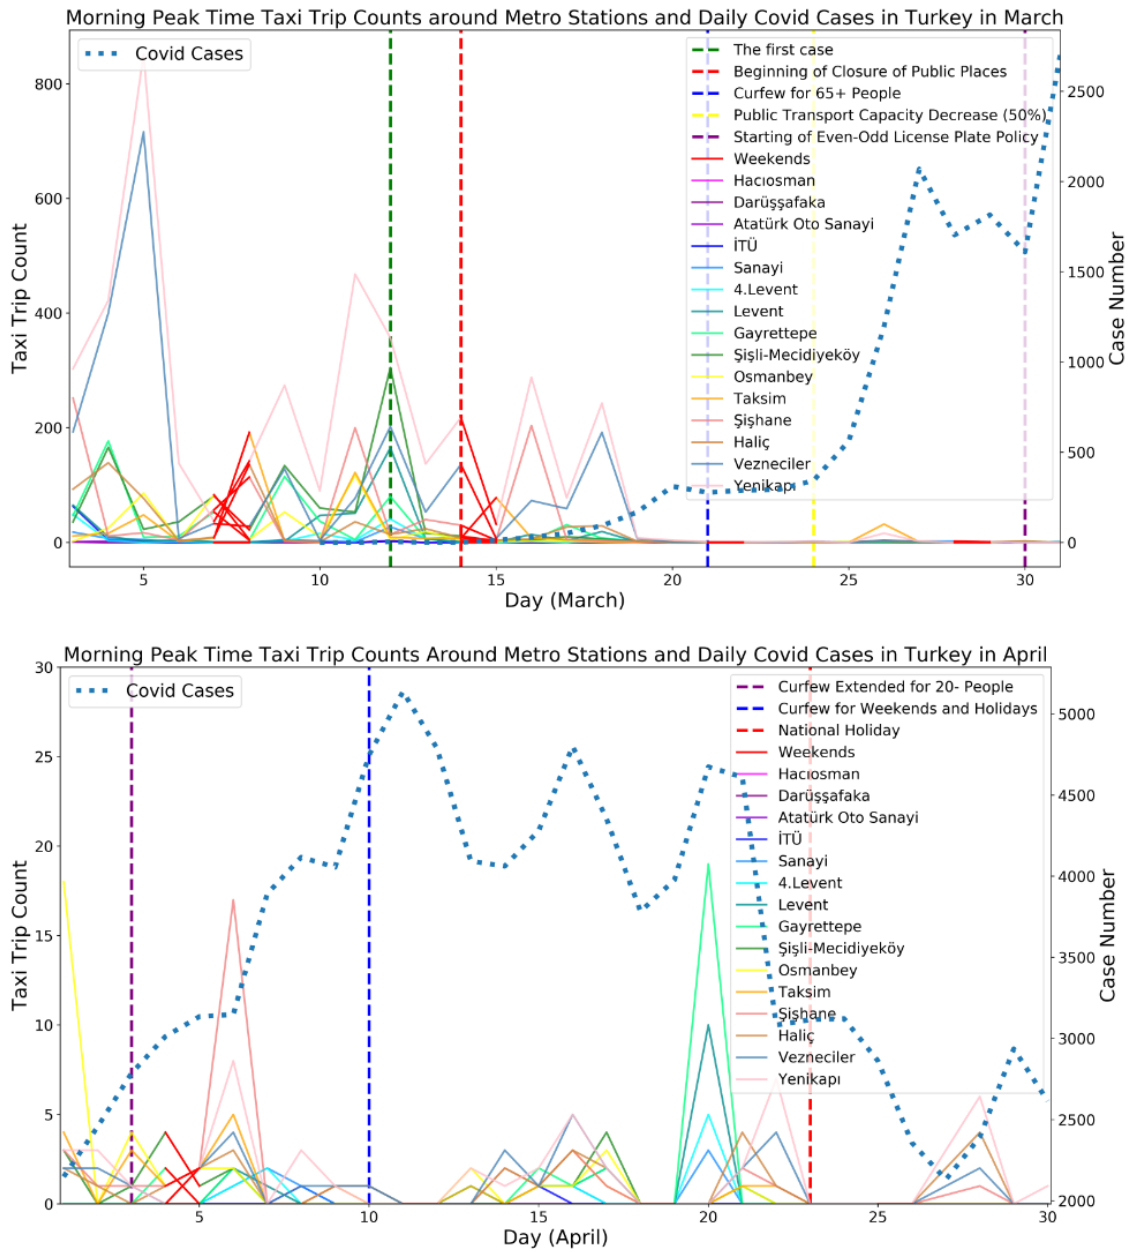 Morning Peak Time Taxi Trip Counts around Metro Stations and Daily Covid Cases in Turkey in March
Covid Cases
The first case
Beginning of Closure of Public Places
Curfew for 65+ People
Public Transport Capacity Decrease (50%)
Starting of Even-Odd License Plate Policy
Weekends
Hacıosman
Darüşşafaka
Atatürk Oto Sanayi
İTÜ
Sanayi
4.Levent
Levent
Gayrettepe
Şişli-Mecidiyeköy
Osmanbey
Taksim
Şişhane
Haliç
Vezneciler
Yenikapı
Taxi Trip Count
800
600
400
200
0
Case Number
2500
2000
1500
1000
500
0
5 10 15 20 25 30
Day (March)
Morning Peak Time Taxi Trip Counts Around Metro Stations and Daily Covid Cases in Turkey in April
Covid Cases
Curfew Extended for 20- People
Curfew for Weekends and Holidays
National Holiday
Weekends
Hacıosman
Darüşşafaka
Atatürk Oto Sanayi
İTÜ
Sanayi
4.Levent
Levent
Gayrettepe
Şişli-Mecidiyeköy
Osmanbey
Taksim
Şişhane
Haliç
Vezneciler
Yenikapı
Taxi Trip Count
30
25
20
15
10
5
0
Case Number
5000
4500
4000
3500
3000
2500
2000
5 10 15 20 25 30
Day (April)